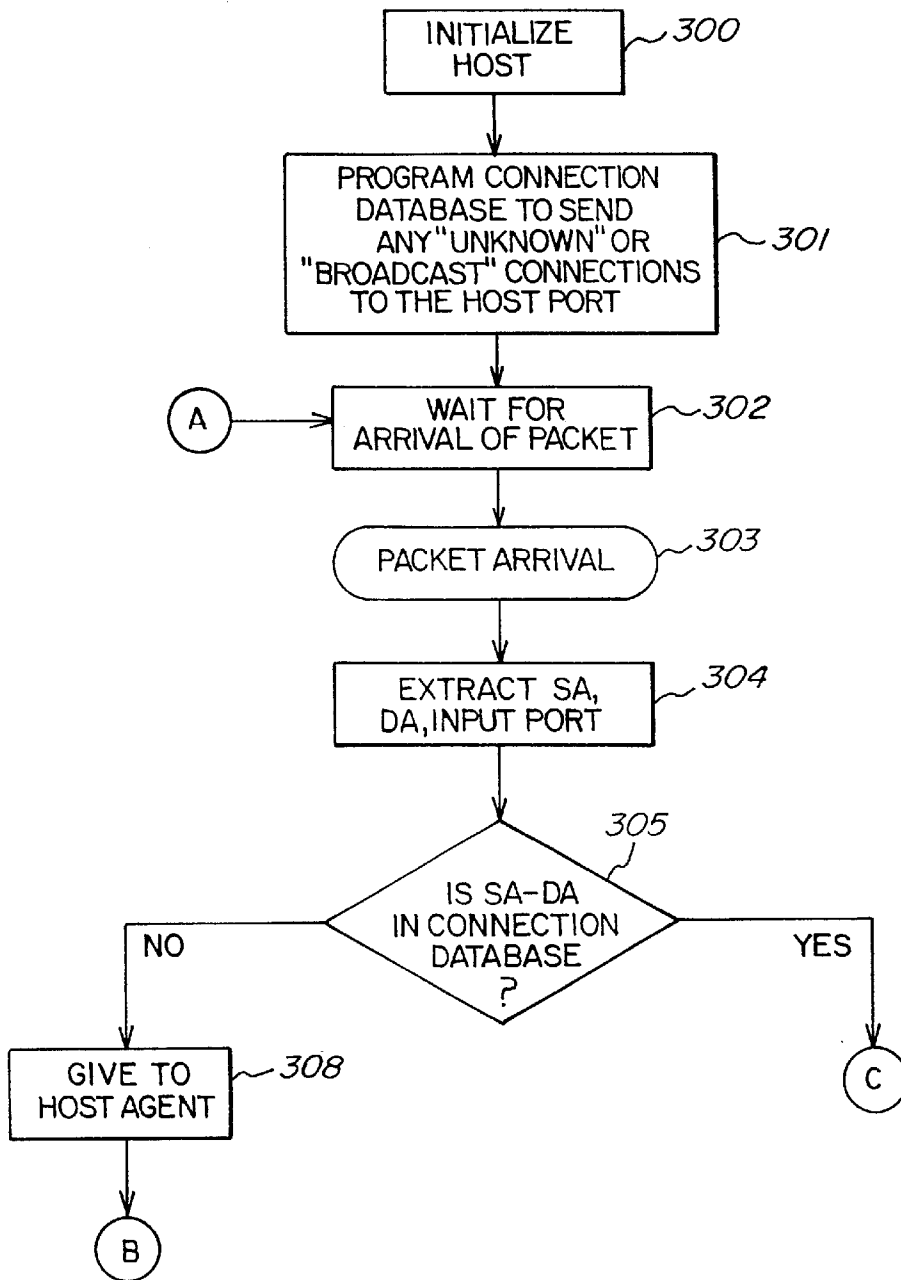 INITIALIZE
HOST
300
PROGRAM CONNECTION
DATABASE TO SEND
ANY "UNKNOWN" OR
"BROADCAST" CONNECTIONS
TO THE HOST PORT
301
A
WAIT FOR
ARRIVAL OF PACKET
302
PACKET ARRIVAL
303
EXTRACT SA,
DA, INPUT PORT
304
305
IS SA-DA
IN CONNECTION
DATABASE
?
NO
YES
GIVE TO
HOST AGENT
308
C
B